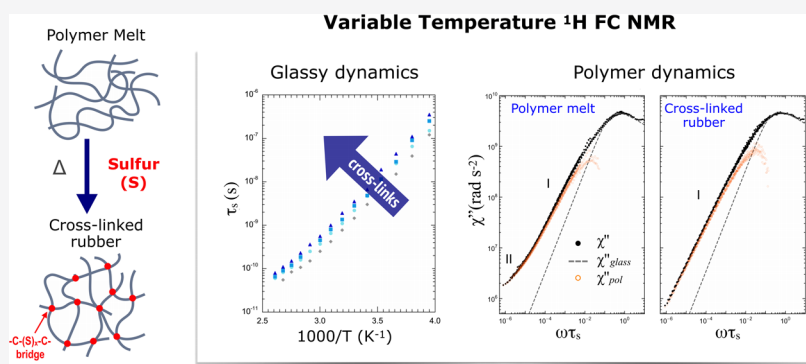 Variable Temperature ¹H FC NMR
Polymer Melt
Δ
Sulfur
(S)
Cross-linked
rubber
-C-(S)ₙ-C-
bridge
Glassy dynamics
τs (s)
10⁻⁶
10⁻⁷
10⁻⁸
10⁻⁹
10⁻¹⁰
10⁻¹¹
cross-links
2.5 3.0 3.5 4.0
1000/T (K⁻¹)
Polymer dynamics
χ″(rad s⁻²)
10¹⁰
10⁹
10⁸
10⁷
10⁶
Polymer melt
I
II
χ″
χ″glass
χ″pol
10⁻⁶ 10⁻⁴ 10⁻² 10⁰
ωτs
Cross-linked
rubber
I
10⁻⁶ 10⁻⁴ 10⁻² 10⁰
ωτs